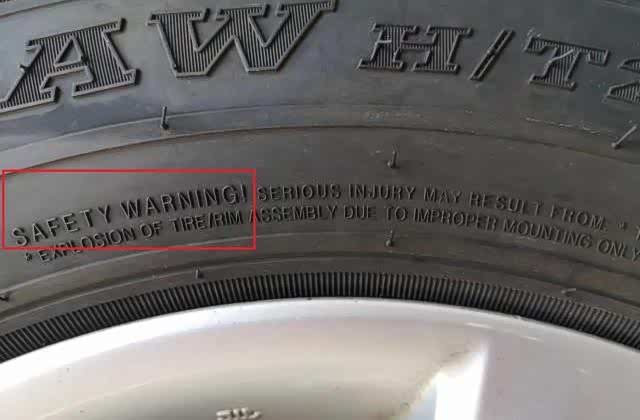 AW H/T
SAFETY WARNING! SERIOUS INJURY MAY RESULT FROM: *
* EXPLOSION OF TIRE/RIM ASSEMBLY DUE TO IMPROPER MOUNTING ONLY